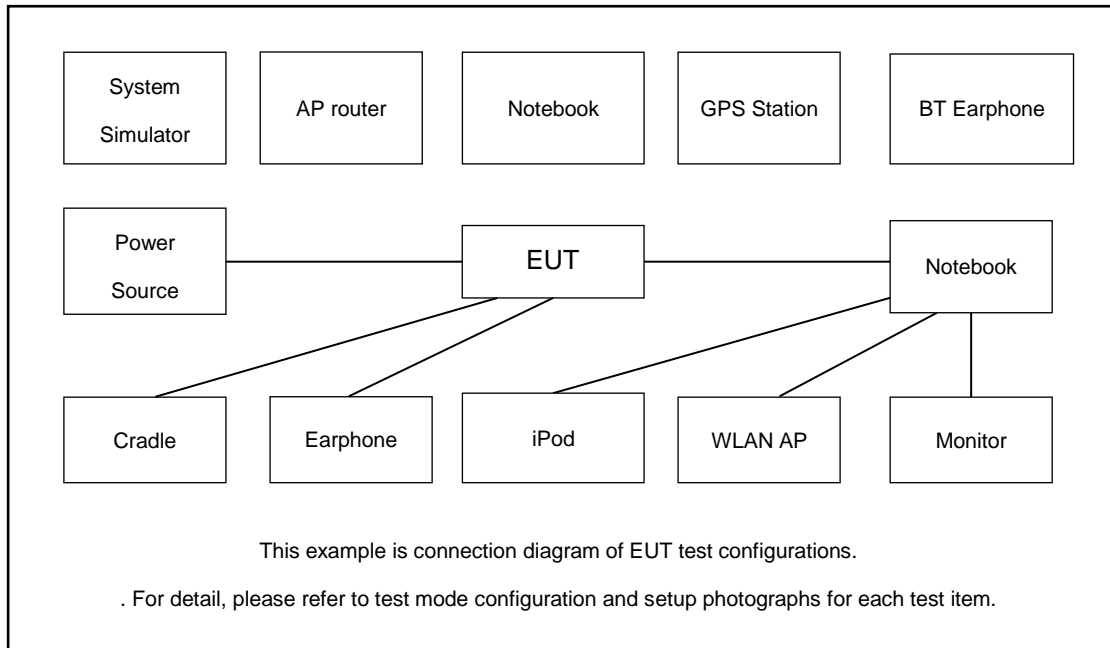 System
Simulator
AP router
Notebook
GPS Station
BT Earphone
Power
Source
EUT
Notebook
Cradle
Earphone
iPod
WLAN AP
Monitor
This example is connection diagram of EUT test configurations.
. For detail, please refer to test mode configuration and setup photographs for each test item.